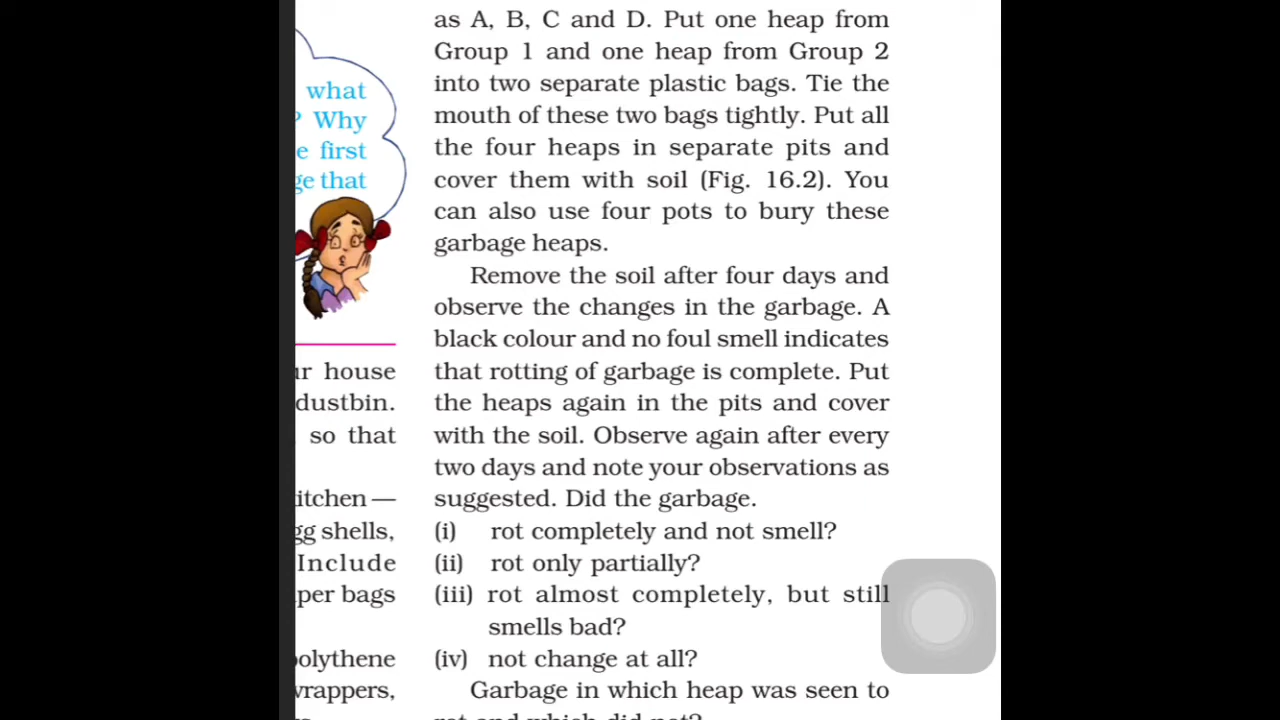 what
? Why
e first
ge that
ur house
dustbin.
so that
itchen —
gg shells,
Include
per bags
olythene
wrappers,
as A, B, C and D. Put one heap from
Group 1 and one heap from Group 2
into two separate plastic bags. Tie the
mouth of these two bags tightly. Put all
the four heaps in separate pits and
cover them with soil (Fig. 16.2). You
can also use four pots to bury these
garbage heaps.
Remove the soil after four days and
observe the changes in the garbage. A
black colour and no foul smell indicates
that rotting of garbage is complete. Put
the heaps again in the pits and cover
with the soil. Observe again after every
two days and note your observations as
suggested. Did the garbage.
(i) rot completely and not smell?
(ii) rot only partially?
(iii) rot almost completely, but still
smells bad?
(iv) not change at all?
Garbage in which heap was seen to
rot and which did not?